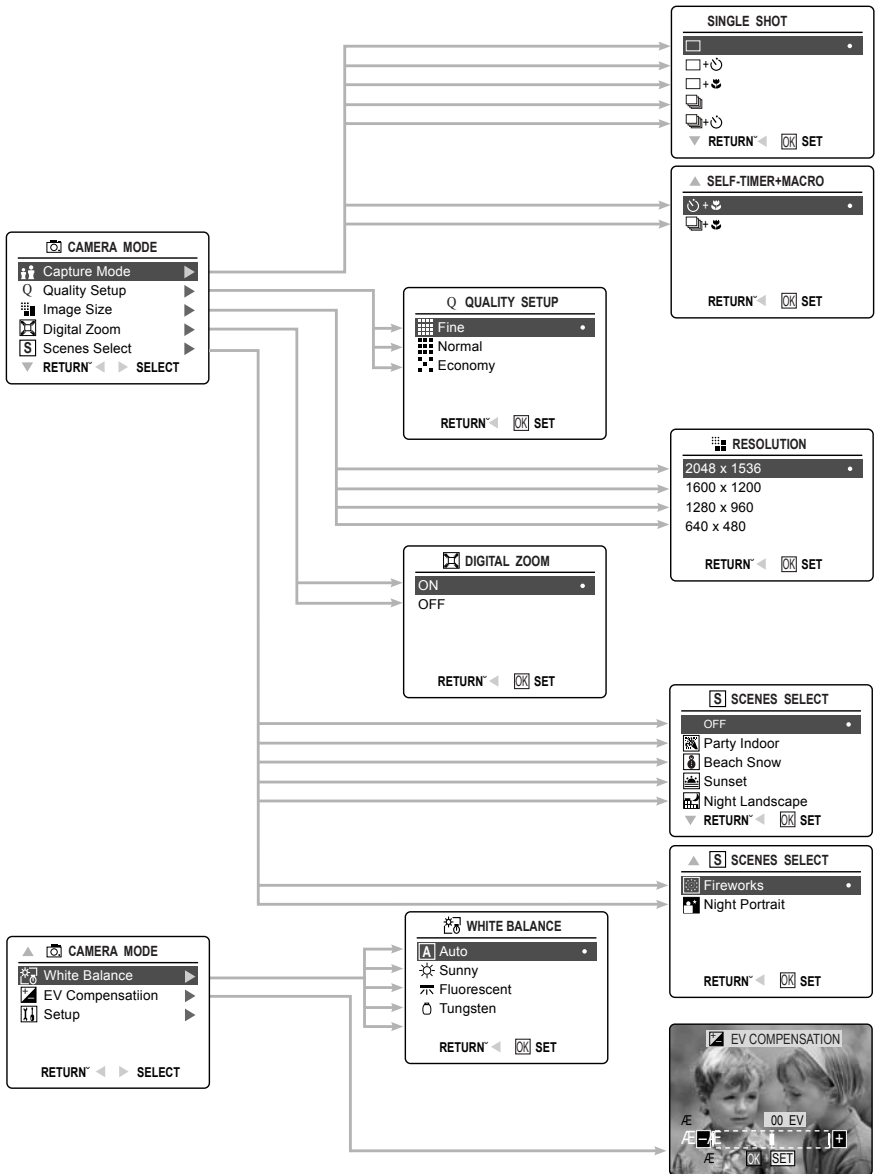 SINGLE SHOT
+
+
+
RETURN˘ OK SET
SELF-TIMER+MACRO
+
+
RETURN˘ OK SET
CAMERA MODE
Capture Mode
Q Quality Setup
Image Size
Digital Zoom
S Scenes Select
RETURN˘ SELECT
Q QUALITY SETUP
Fine
Normal
Economy
RETURN˘ OK SET
RESOLUTION
2048 x 1536
1600 x 1200
1280 x 960
640 x 480
RETURN˘ OK SET
DIGITAL ZOOM
ON
OFF
RETURN˘ OK SET
S SCENES SELECT
OFF
Party Indoor
Beach Snow
Sunset
Night Landscape
RETURN˘ OK SET
S SCENES SELECT
Fireworks
Night Portrait
RETURN˘ OK SET
CAMERA MODE
White Balance
EV Compensatiion
Setup
RETURN˘ SELECT
WHITE BALANCE
A Auto
Sunny
Fluorescent
Tungsten
RETURN˘ OK SET
EV COMPENSATION
Æ 00 EV
Æ − Æ +
Æ OK SET